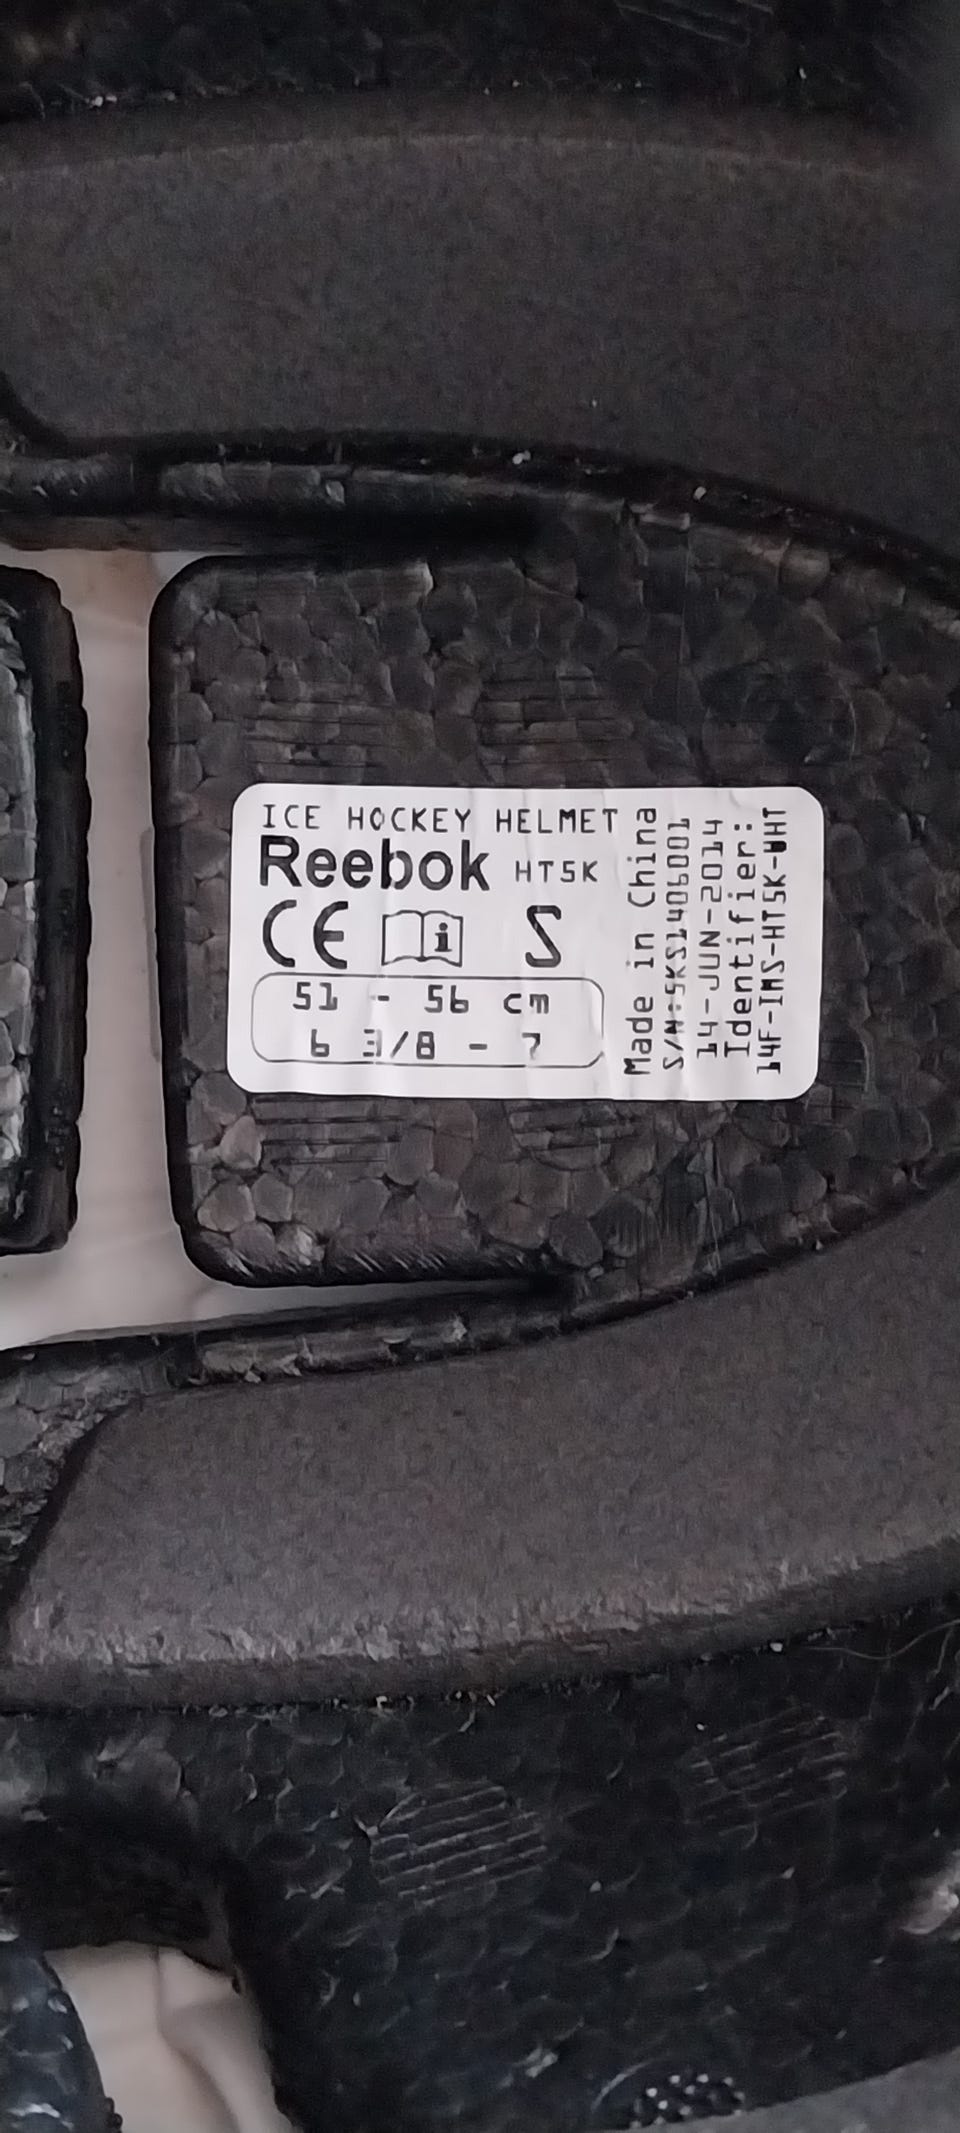 ICE HOCKEY HELMET
Reebok HT5K
CE i S
51 - 56 cm
6 3/8 - 7
Made in China
S/N:5KS1406001
14-JUN-2014
Identifier:
14F-IMS-HT5K-WHT